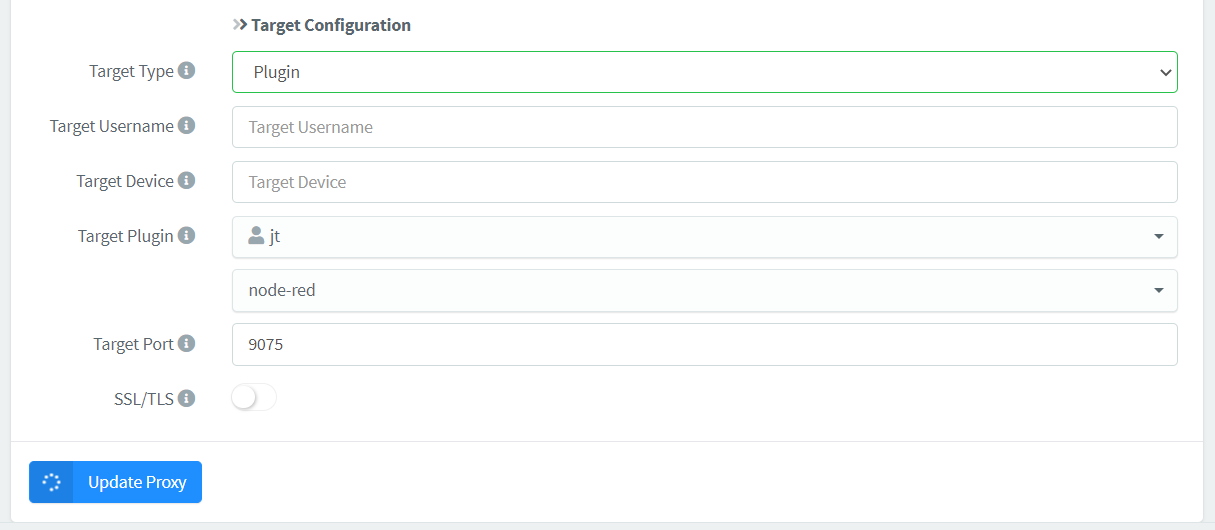 Target Configuration
Target Type
Plugin
Target Username
Target Username
Target Device
Target Device
Target Plugin
jt
node-red
Target Port
9075
SSL/TLS
Update Proxy